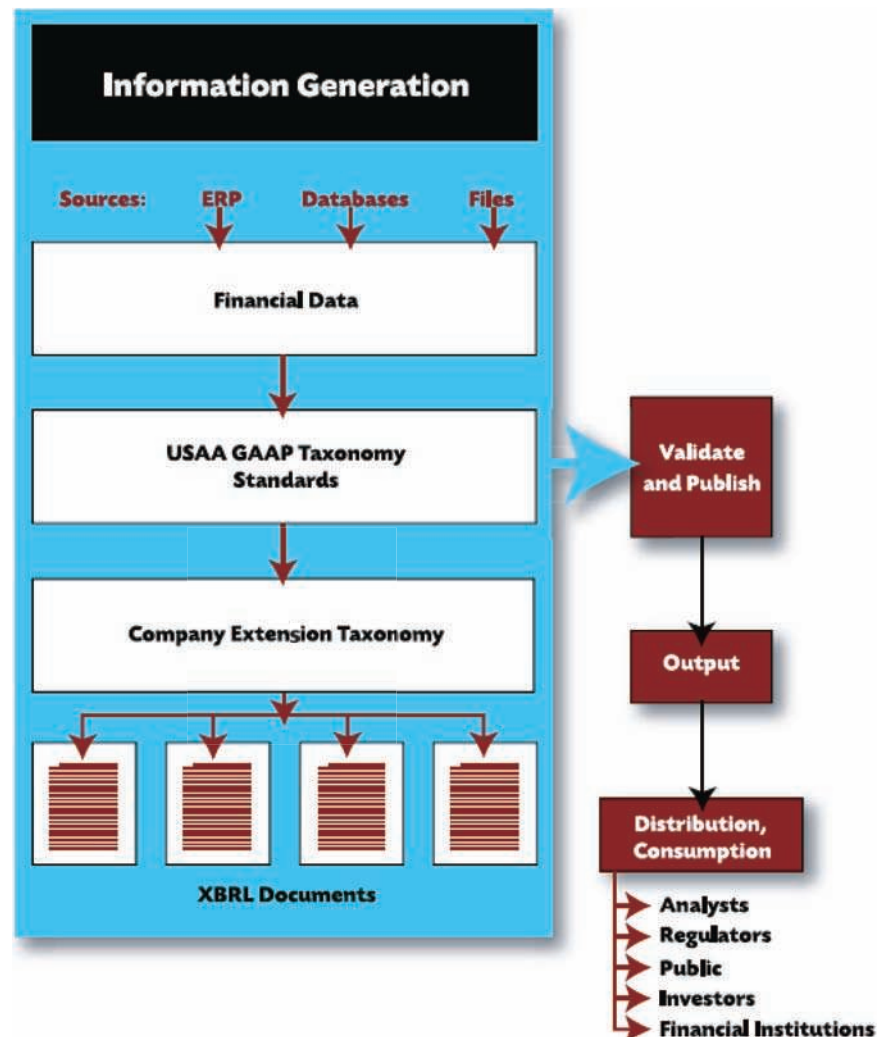 Information Generation
Sources: ERP Databases Files
Financial Data
USAA GAAP Taxonomy
Standards
Company Extension Taxonomy
XBRL Documents
Validate
and Publish
Output
Distribution,
Consumption
Analysts
Regulators
Public
Investors
Financial Institutions